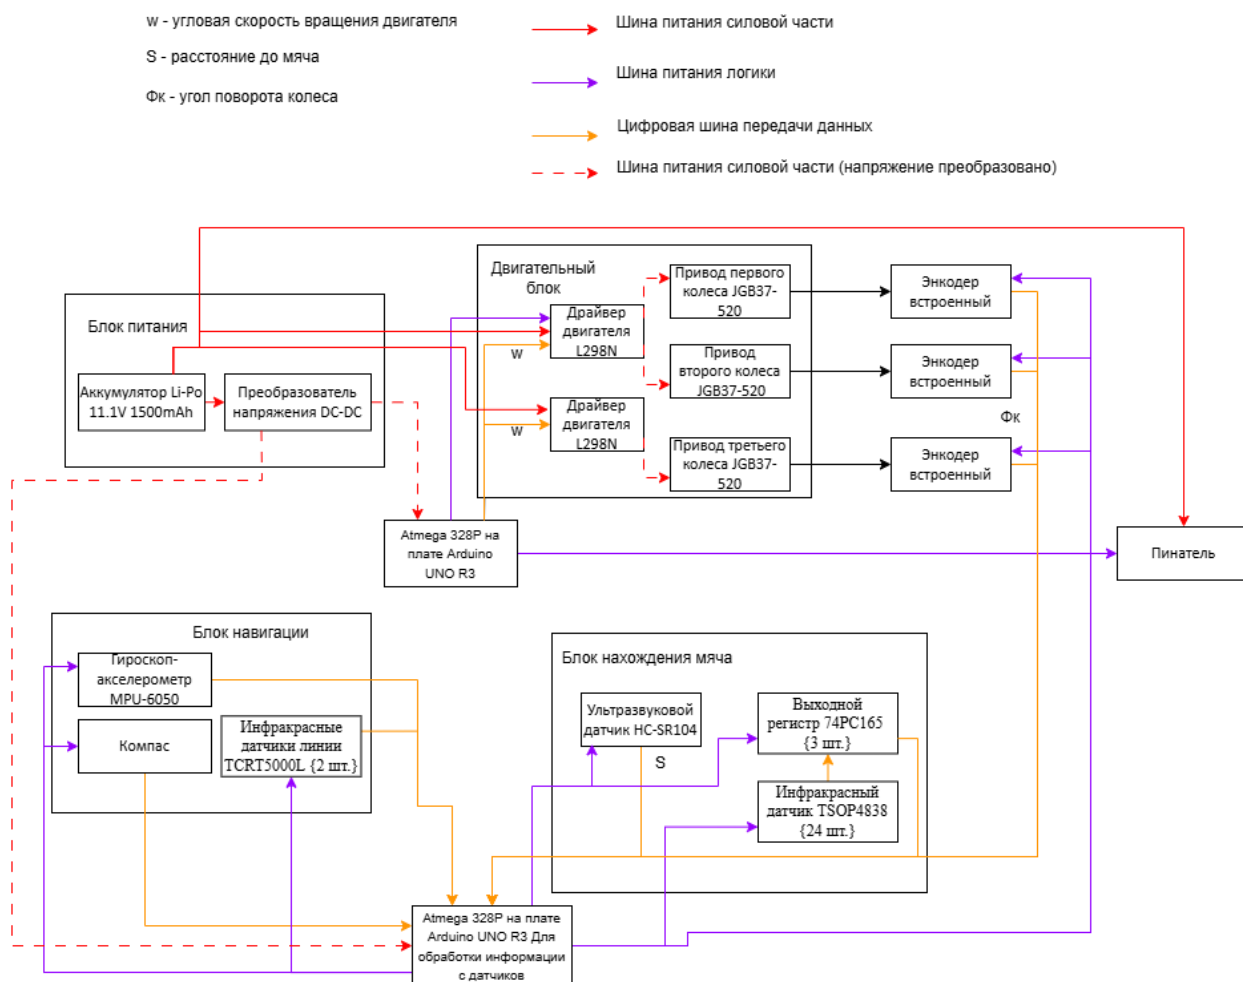 w - угловая скорость вращения двигателя
S - расстояние до мяча
Фк - угол поворота колеса
Шина питания силовой части
Шина питания логики
Цифровая шина передачи данных
Шина питания силовой части (напряжение преобразовано)
Блок питания
Аккумулятор Li-Po
11.1V 1500mAh
Преобразователь
напряжения DC-DC
Двигательный
блок
Драйвер
двигателя
L298N
w
Драйвер
двигателя
L298N
w
Привод первого
колеса JGB37-
520
Привод
второго колеса
JGB37-520
Привод третьего
колеса JGB37-
520
Энкодер
встроенный
Энкодер
встроенный
Фк
Энкодер
встроенный
Atmega 328P на
плате Arduino
UNO R3
Пинатель
Блок навигации
Гироскоп-
акселерометр
MPU-6050
Компас
Инфракрасные
датчики линии
TCRT5000L {2 шт.}
Блок нахождения мяча
Ультразвуковой
датчик HC-SR104
S
Выходной
регистр 74PC165
{3 шт.}
Инфракрасный
датчик TSOP4838
{24 шт.}
Atmega 328P на плате
Arduino UNO R3 Для
обработки информации
с датчиков